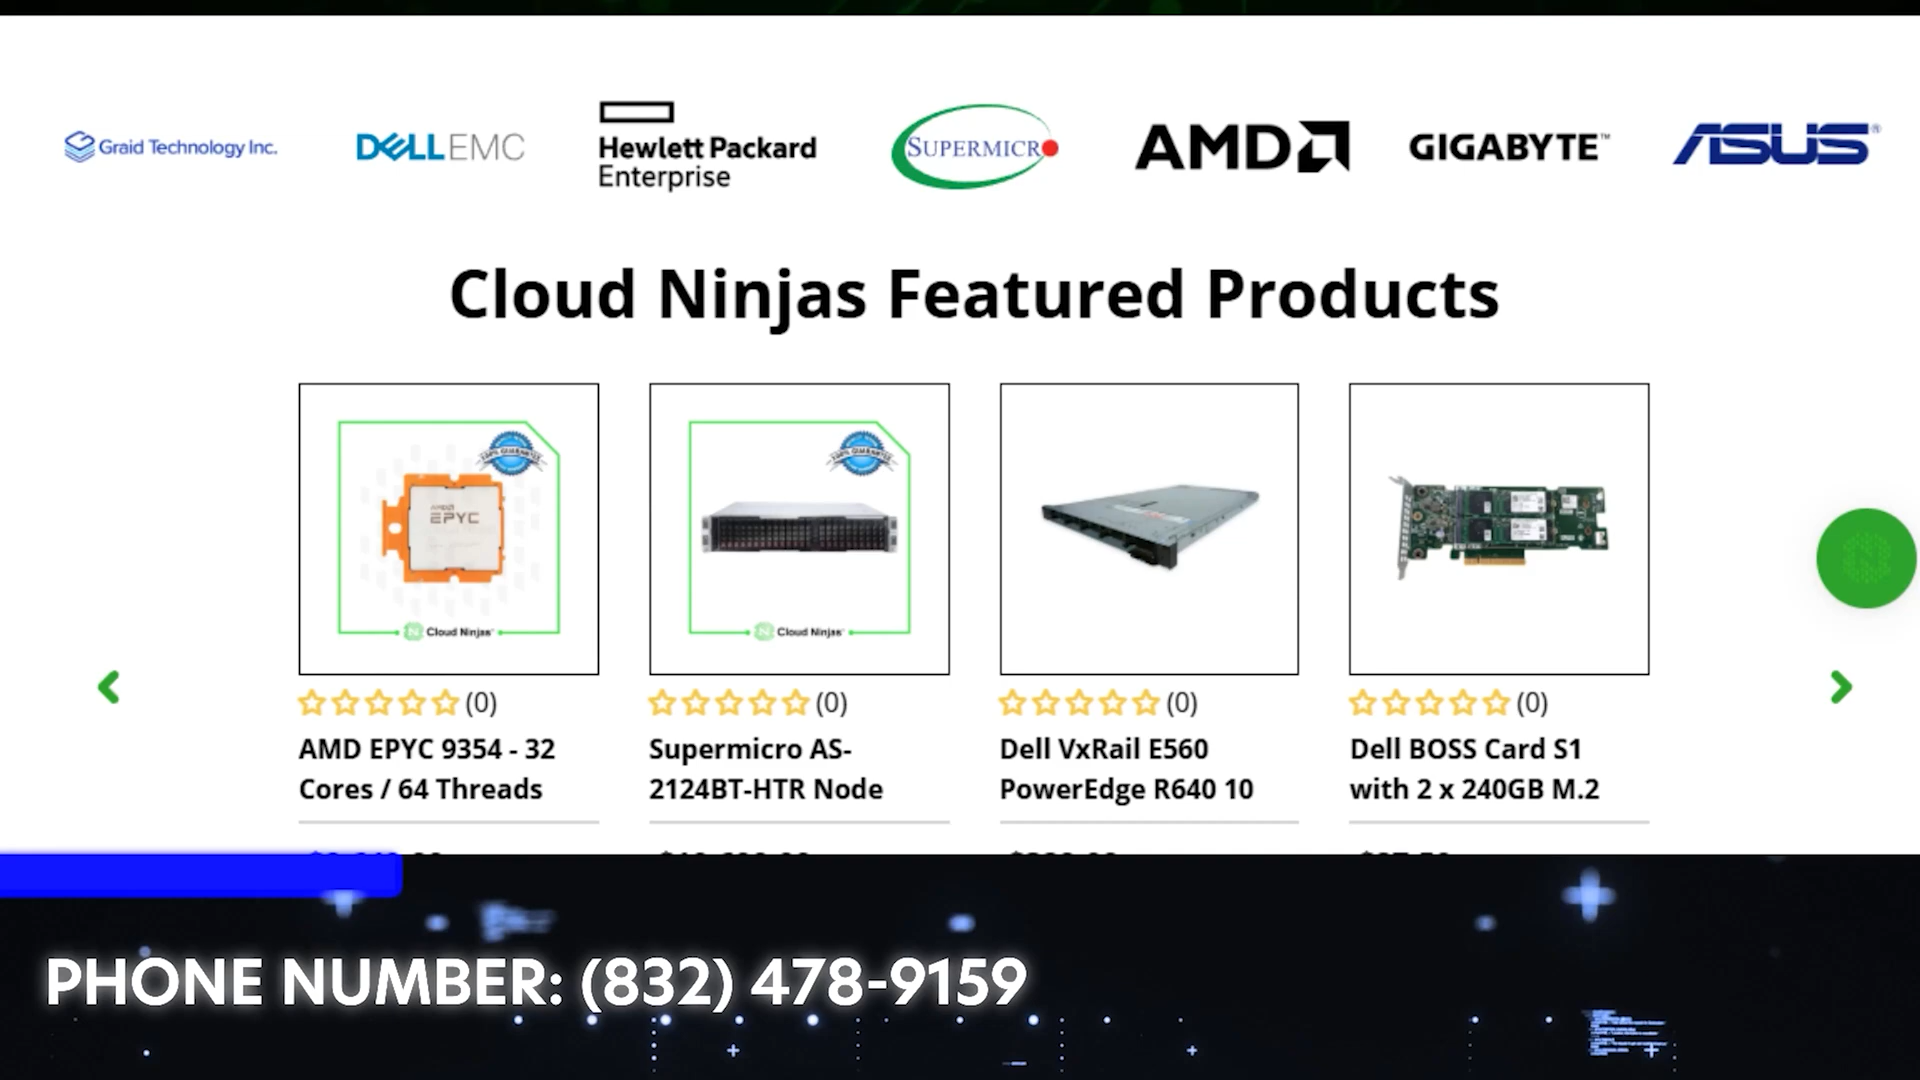 Graid Technology Inc.
DELLEMC
Hewlett Packard
Enterprise
SUPERMICR
AMD
GIGABYTE™
ASUS®
Cloud Ninjas Featured Products
AMD
EPYC
Cloud Ninjas
Cloud Ninjas
(0)
(0)
(0)
(0)
AMD EPYC 9354 - 32
Cores / 64 Threads
Supermicro AS-
2124BT-HTR Node
Dell VxRail E560
PowerEdge R640 10
Dell BOSS Card S1
with 2 x 240GB M.2
PHONE NUMBER: (832) 478-9159